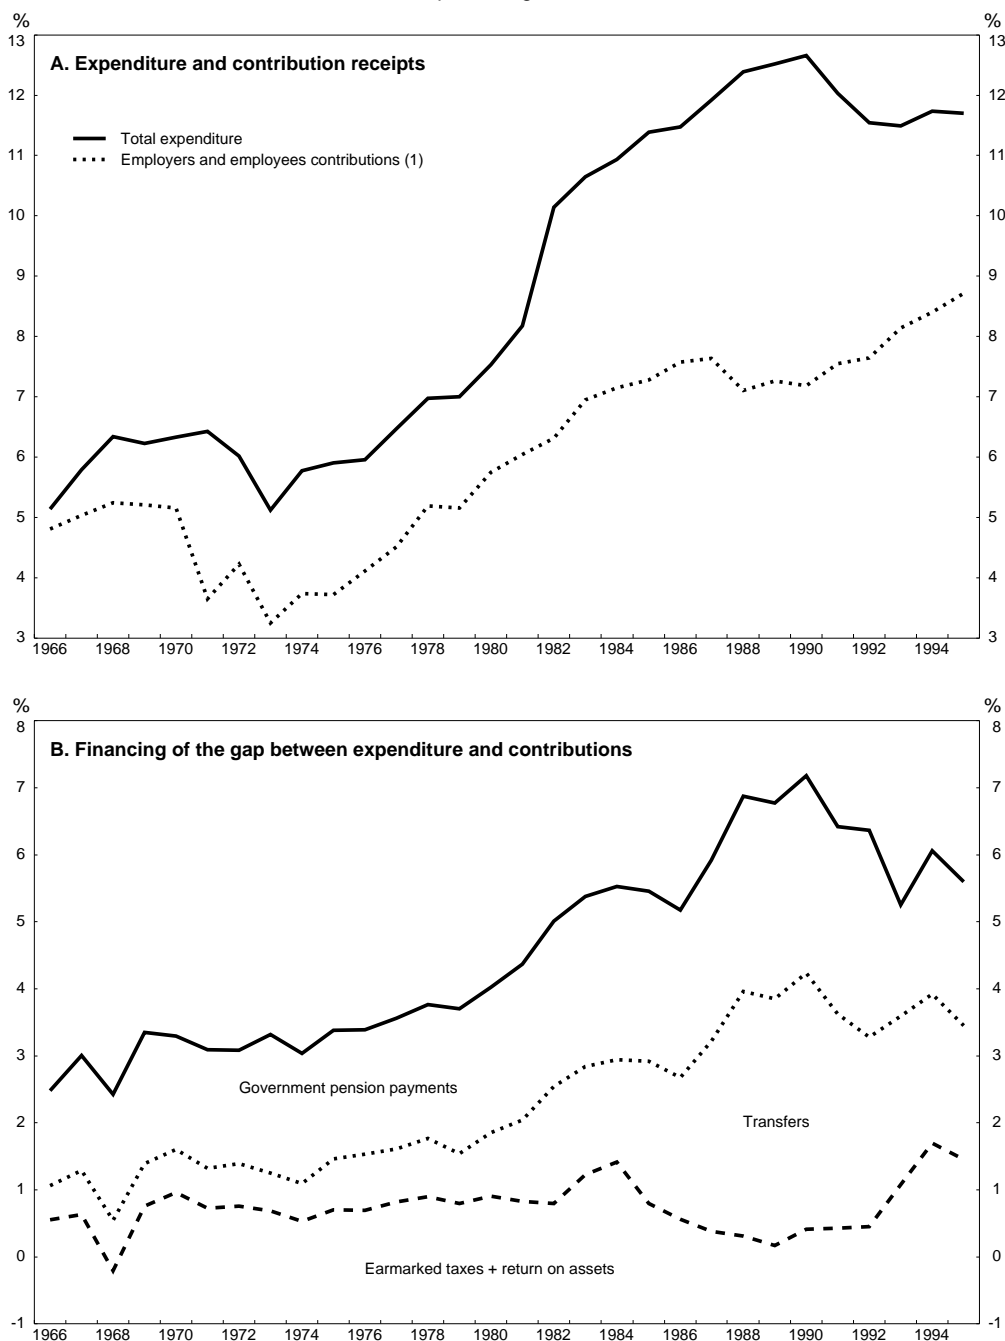 % %
A. Expenditure and contribution receipts
Total expenditure
Employers and employees contributions (1)
13 13
12 12
11 11
10 10
9 9
8 8
7 7
6 6
5 5
4 4
3 3
1966 1968 1970 1972 1974 1976 1978 1980 1982 1984 1986 1988 1990 1992 1994
% %
B. Financing of the gap between expenditure and contributions
8 8
7 7
6 6
5 5
4 4
3 3
Government pension payments
2 2
Transfers
1 1
0 0
Earmarked taxes + return on assets
-1 -1
1966 1968 1970 1972 1974 1976 1978 1980 1982 1984 1986 1988 1990 1992 1994